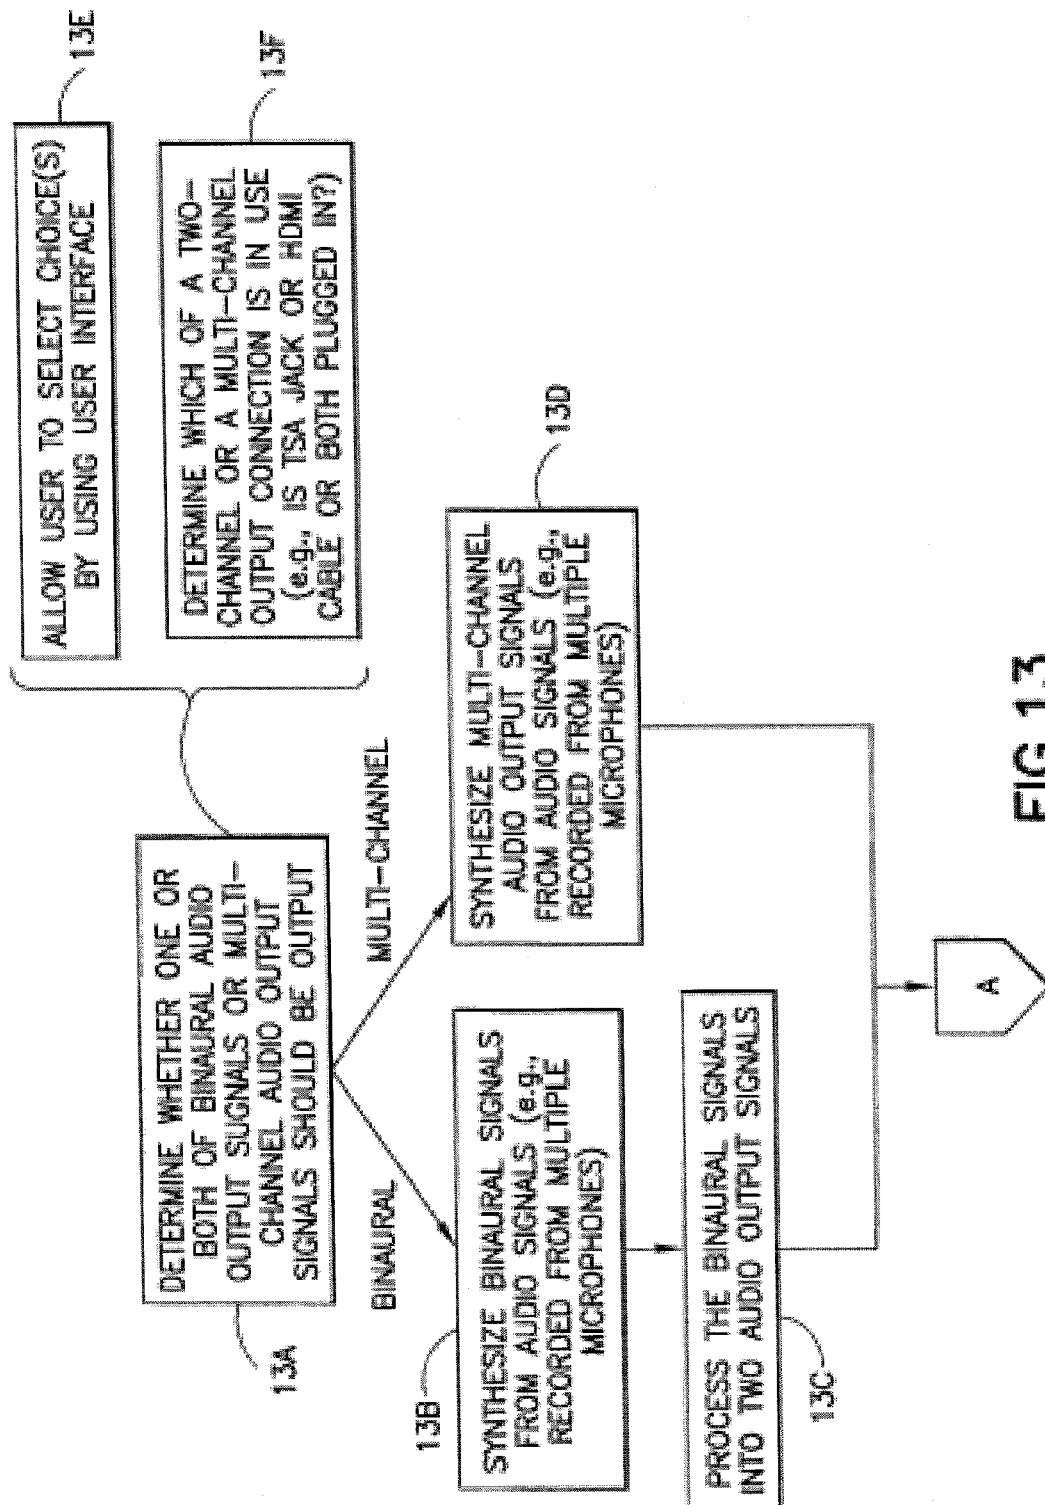 DETERMINE WHETHER ONE OR
BOTH OF BINAURAL AUDIO
OUTPUT SUGNALS OR MULTI-
CHANNEL AUDIO OUTPUT
SIGNALS SHOULD BE OUTPUT
13A
ALLOW USER TO SELECT CHOICE(S)
BY USING USER INTERFACE
13E
DETERMINE WHICH OF A TWO-
CHANNEL OR A MULTI-CHANNEL
OUTPUT CONNECTION IS IN USE
(e.g., IS TSA JACK OR HDMI
CABLE OR BOTH PLUGGED IN?)
13F
BINAURAL
MULTI-CHANNEL
13B
SYNTHESIZE BINAURAL SIGNALS
FROM AUDIO SIGNALS (e.g.,
RECORDED FROM MULTIPLE
MICROPHONES)
SYNTHESIZE MULTI-CHANNEL
AUDIO OUTPUT SIGNALS
FROM AUDIO SIGNALS (e.g.,
RECORDED FROM MULTIPLE
MICROPHONES)
13D
PROCESS THE BINAURAL SIGNALS
INTO TWO AUDIO OUTPUT SIGNALS
13C
A
FIG.13